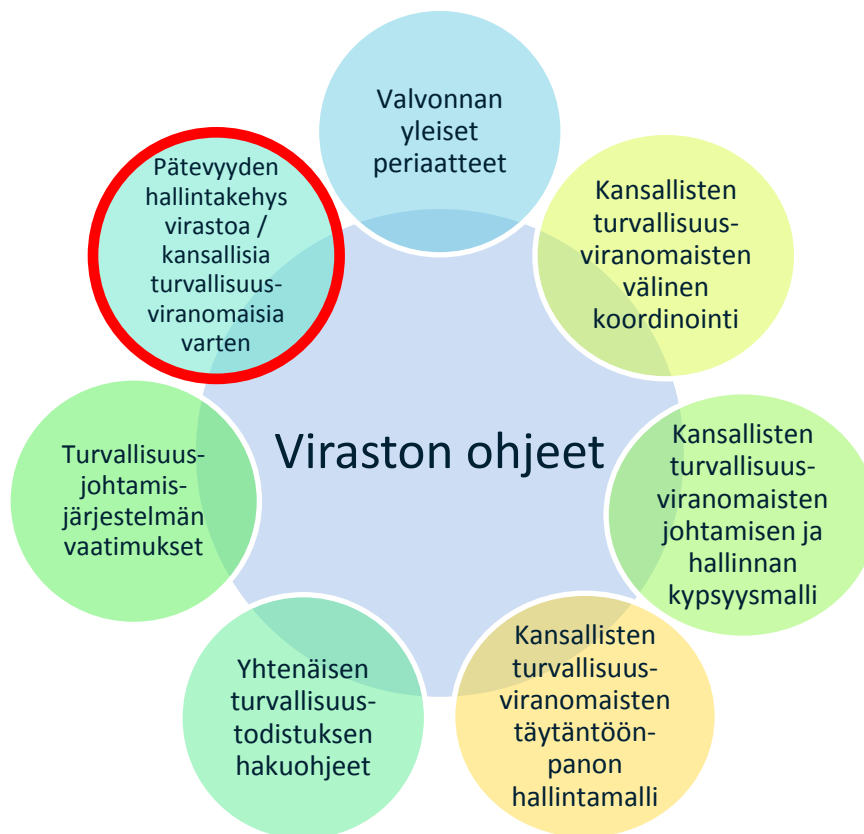 Valvonnan
yleiset
periaatteet
Kansallisten
turvallisuus-
viranomaisten
välinen
koordinointi
Kansallisten
turvallisuus-
viranomaisten
johtamisen ja
hallinnan
kypsyysmalli
Kansallisten
turvallisuus-
viranomaisten
täytäntöön-
panon
hallintamalli
Yhtenäisen
turvallisuus-
todistuksen
hakuohjeet
Turvallisuus-
johtamis-
järjestelmän
vaatimukset
Pätevyyden
hallintakehys
virastoa /
kansallisia
turvallisuus-
viranomaisia
varten
Viraston ohjeet